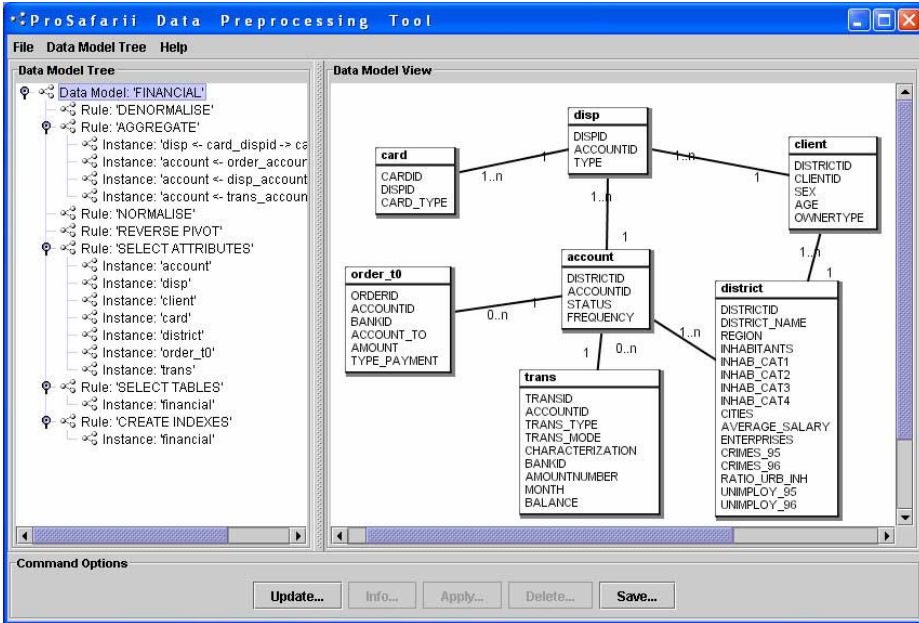 ProSafarii Data Preprocessing Tool
File Data Model Tree Help
Data Model Tree
Data Model: 'FINANCIAL'
Rule: 'DENORMALISE'
Rule: 'AGGREGATE'
Instance: 'disp <- card_dispid -> ca
Instance: 'account <- order_accoun
Instance: 'account <- disp_account
Instance: 'account <- trans_accoun
Rule: 'NORMALISE'
Rule: 'REVERSE PIVOT'
Rule: 'SELECT ATTRIBUTES'
Instance: 'account'
Instance: 'disp'
Instance: 'client'
Instance: 'card'
Instance: 'district'
Instance: 'order_t0'
Instance: 'trans'
Rule: 'SELECT TABLES'
Instance: 'financial'
Rule: 'CREATE INDEXES'
Instance: 'financial'
Data Model View
disp
DISPID
ACCOUNTID
TYPE
card
CARDID
DISPID
CARD_TYPE
1
1..n
1..n
1
client
DISTRICTID
CLIENTID
SEX
AGE
OWNERTYPE
1..n
1
1..n
1
account
DISTRICTID
ACCOUNTID
STATUS
FREQUENCY
order_t0
ORDERID
ACCOUNTID
BANKID
ACCOUNT_TO
AMOUNT
TYPE_PAYMENT
1
0..n
1
0..n
1..n
trans
TRANSID
ACCOUNTID
TRANS_TYPE
TRANS_MODE
CHARACTERIZATION
BANKID
AMOUNTNUMBER
MONTH
BALANCE
district
DISTRICTID
DISTRICT_NAME
REGION
INHABITANTS
INHAB_CAT1
INHAB_CAT2
INHAB_CAT3
INHAB_CAT4
CITIES
AVERAGE_SALARY
ENTERPRISES
CRIMES_95
CRIMES_96
RATIO_URB_INH
UNIMPLOY_95
UNIMPLOY_96
Command Options
Update... Info... Apply... Delete... Save...